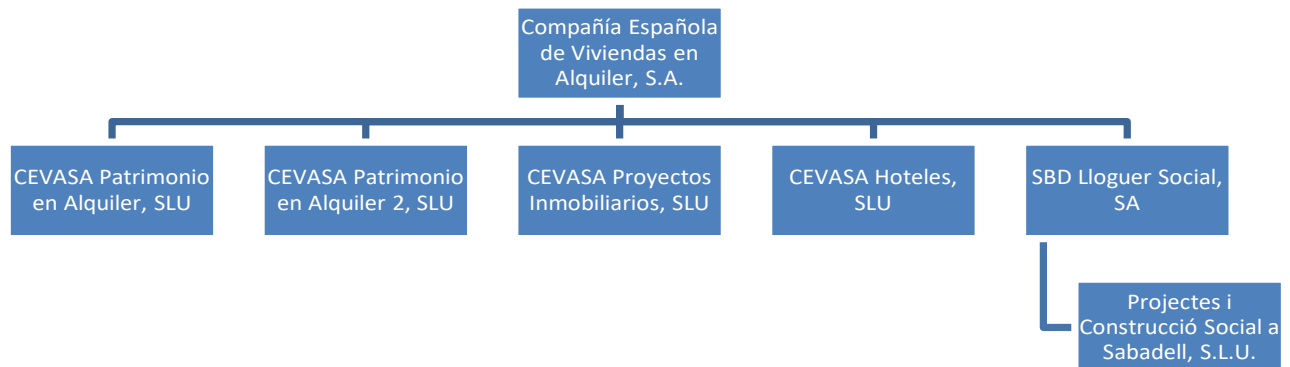 Compañía Española
de Viviendas en
Alquiler, S.A.
CEVASA Patrimonio
en Alquiler, SLU
CEVASA Patrimonio
en Alquiler 2, SLU
CEVASA Proyectos
Inmobiliarios, SLU
CEVASA Hoteles,
SLU
SBD Lloguer Social,
SA
Projectes i
Construcció Social a
Sabadell, S.L.U.